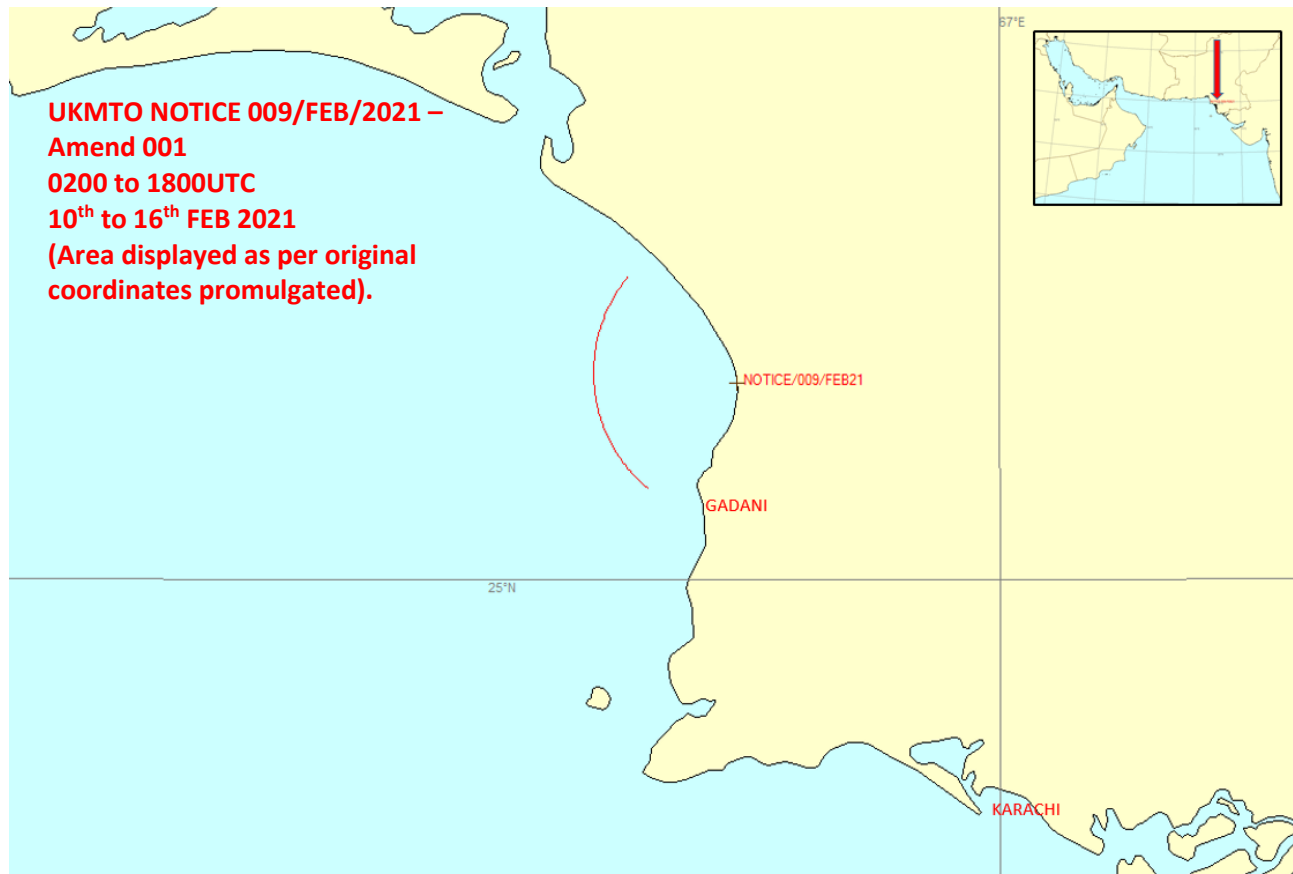 67°E
UKMTO NOTICE 009/FEB/2021 –
Amend 001
0200 to 1800UTC
10th to 16th FEB 2021
(Area displayed as per original
coordinates promulgated).
NOTICE/009/FEB21
GADANI
25°N
KARACHI